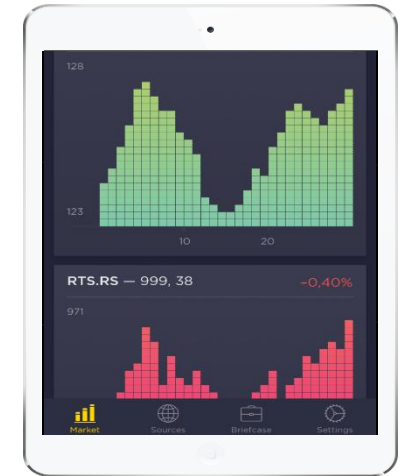 128
123
10 20
RTS.RS — 999, 38 −0,40%
971
Market Sources Briefcase Settings